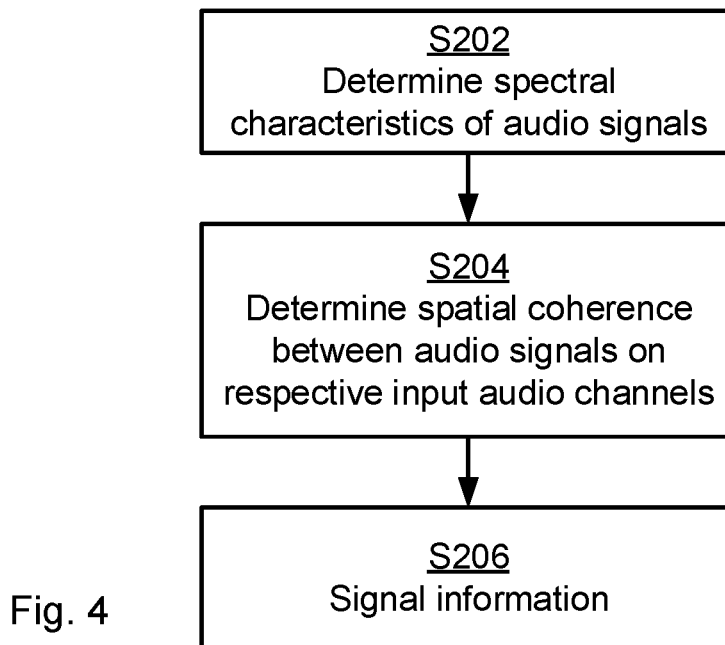 S202
Determine spectral
characteristics of audio signals
S204
Determine spatial coherence
between audio signals on
respective input audio channels
S206
Signal information
Fig. 4